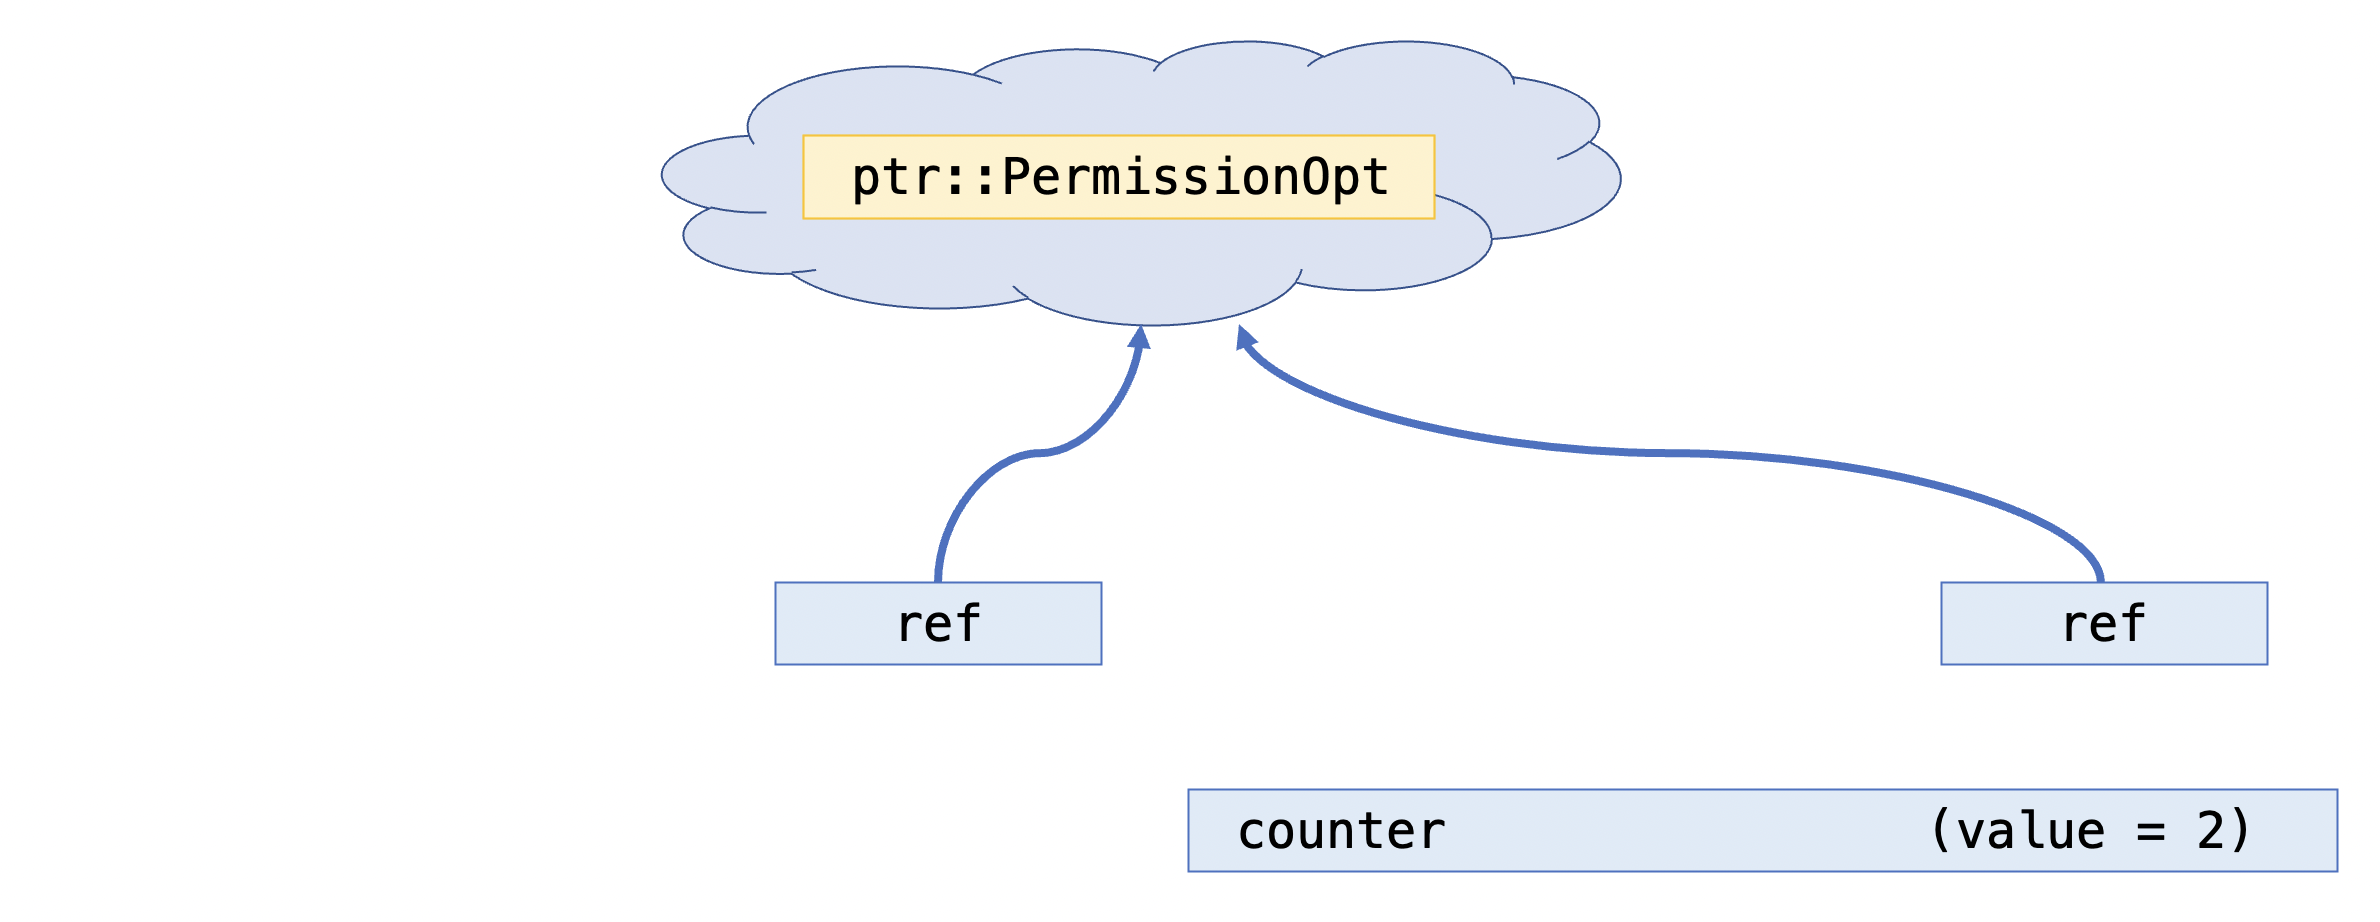 ptr::PermissionOpt
ref
ref
counter (value = 2)